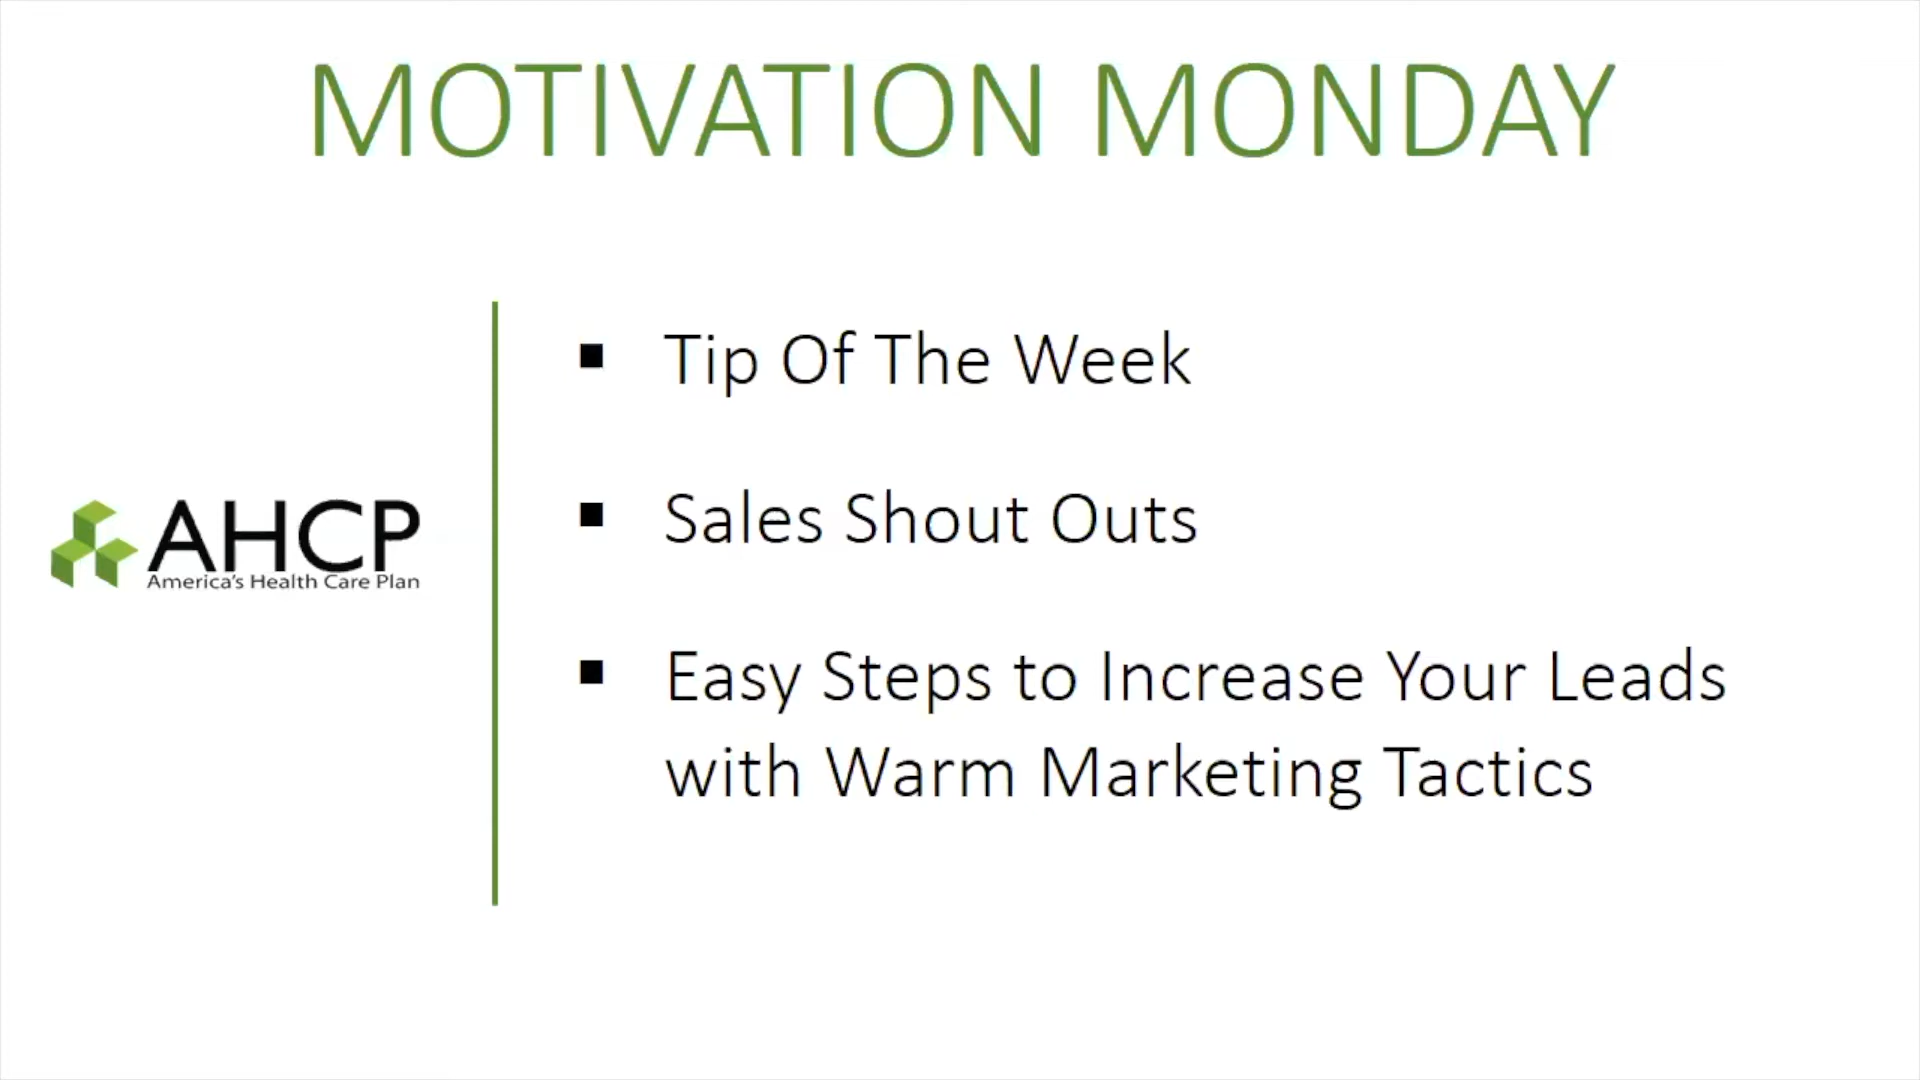 MOTIVATION MONDAY
AHCP
America's Health Care Plan
Tip Of The Week
Sales Shout Outs
Easy Steps to Increase Your Leads
with Warm Marketing Tactics